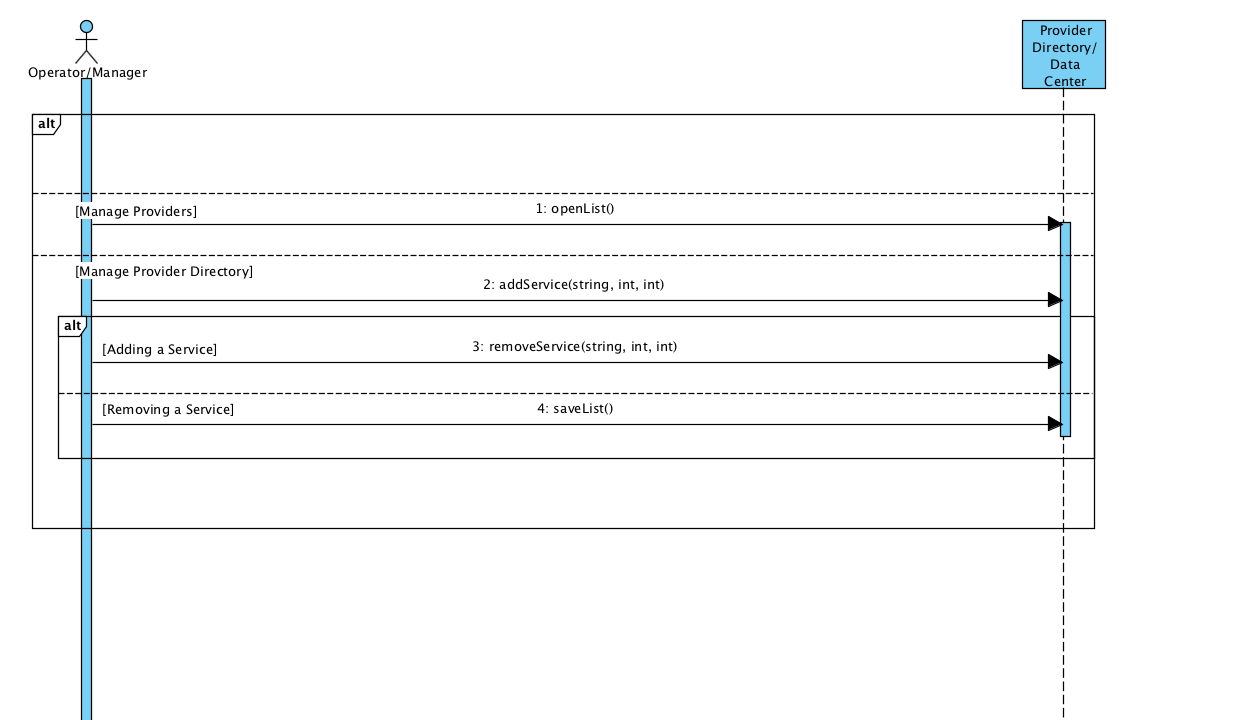 Operator/Manager
Provider
Directory/
Data
Center
alt
[Manage Providers]
1: openList()
[Manage Provider Directory]
2: addService(string, int, int)
alt
[Adding a Service]
3: removeService(string, int, int)
[Removing a Service]
4: saveList()